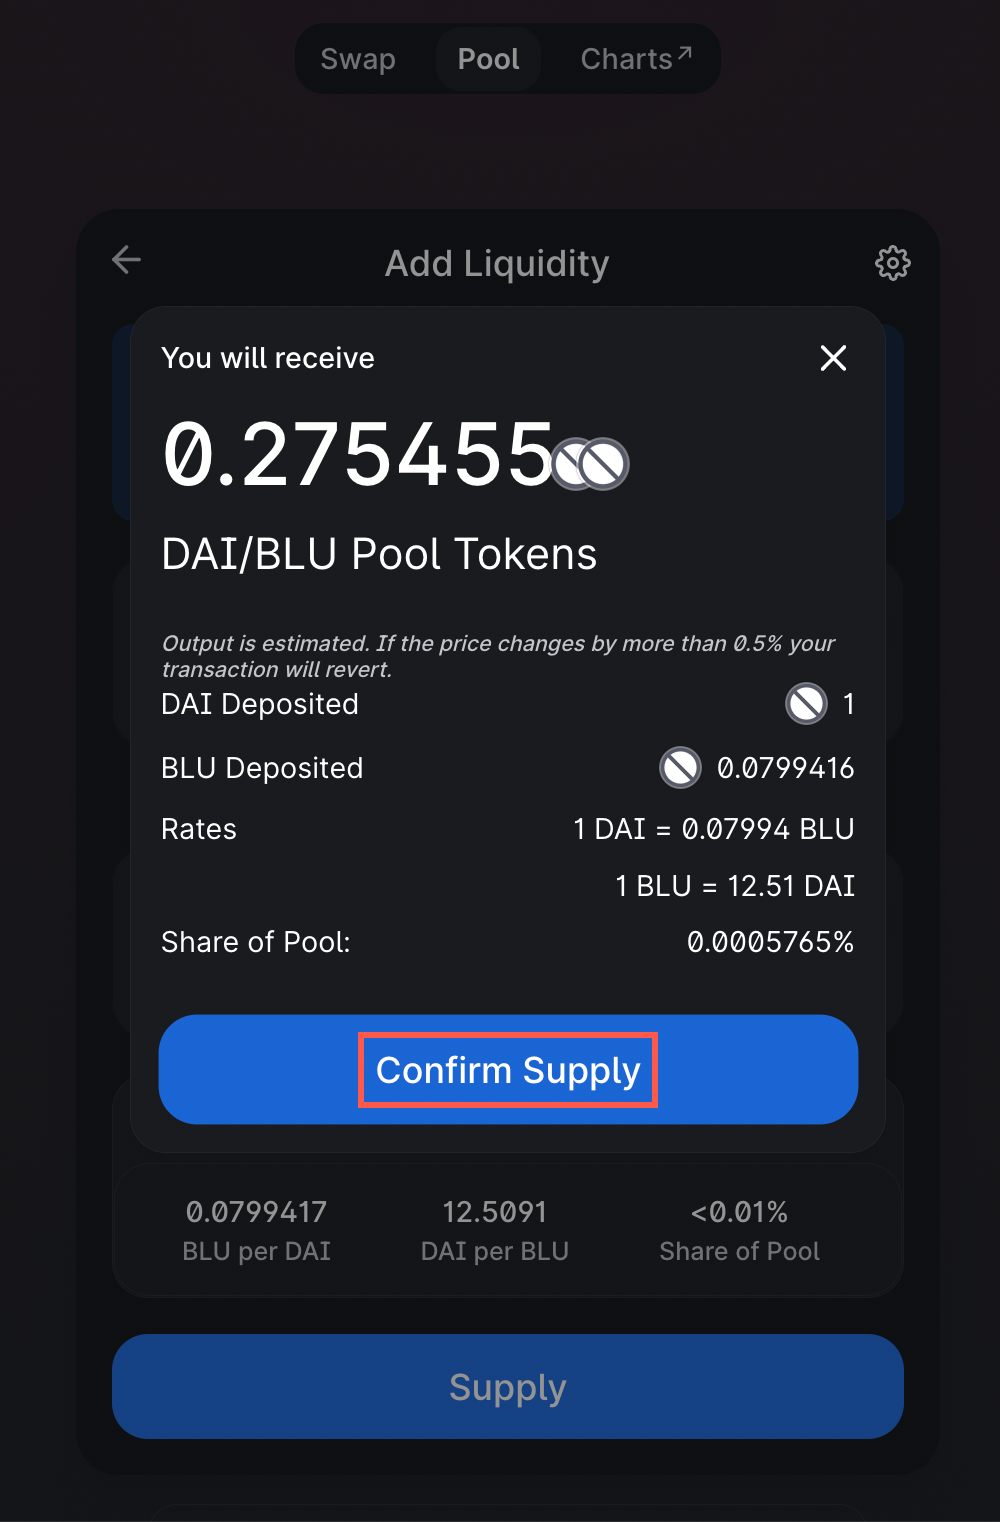 Swap Pool Charts↗
Add Liquidity
You will receive
0.275455
DAI/BLU Pool Tokens
Output is estimated. If the price changes by more than 0.5% your
transaction will revert.
DAI Deposited 1
BLU Deposited 0.0799416
Rates 1 DAI = 0.07994 BLU
1 BLU = 12.51 DAI
Share of Pool: 0.0005765%
Confirm Supply
0.0799417 12.5091 <0.01%
BLU per DAI DAI per BLU Share of Pool
Supply